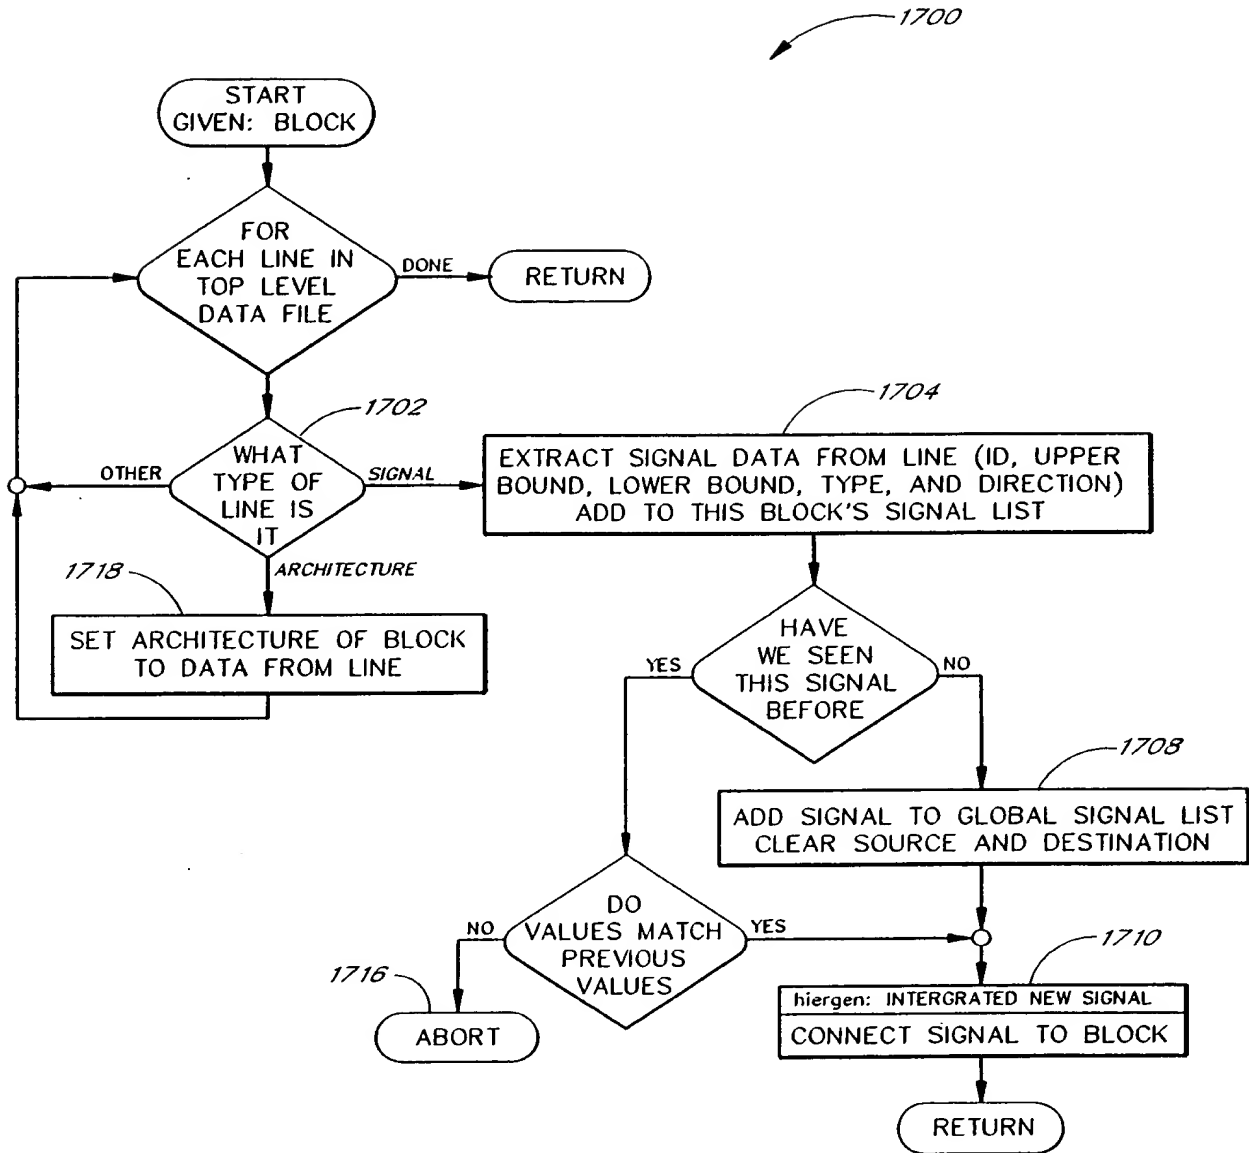 1700
START
GIVEN: BLOCK
FOR
EACH LINE IN
TOP LEVEL
DATA FILE
DONE
RETURN
1702
WHAT
TYPE OF
LINE IS
IT
OTHER
SIGNAL
ARCHITECTURE
1704
EXTRACT SIGNAL DATA FROM LINE (ID, UPPER
BOUND, LOWER BOUND, TYPE, AND DIRECTION)
ADD TO THIS BLOCK'S SIGNAL LIST
1718
SET ARCHITECTURE OF BLOCK
TO DATA FROM LINE
HAVE
WE SEEN
THIS SIGNAL
BEFORE
YES
NO
1708
ADD SIGNAL TO GLOBAL SIGNAL LIST
CLEAR SOURCE AND DESTINATION
DO
VALUES MATCH
PREVIOUS
VALUES
NO
YES
1716
ABORT
1710
hiergen: INTERGRATED NEW SIGNAL
CONNECT SIGNAL TO BLOCK
RETURN